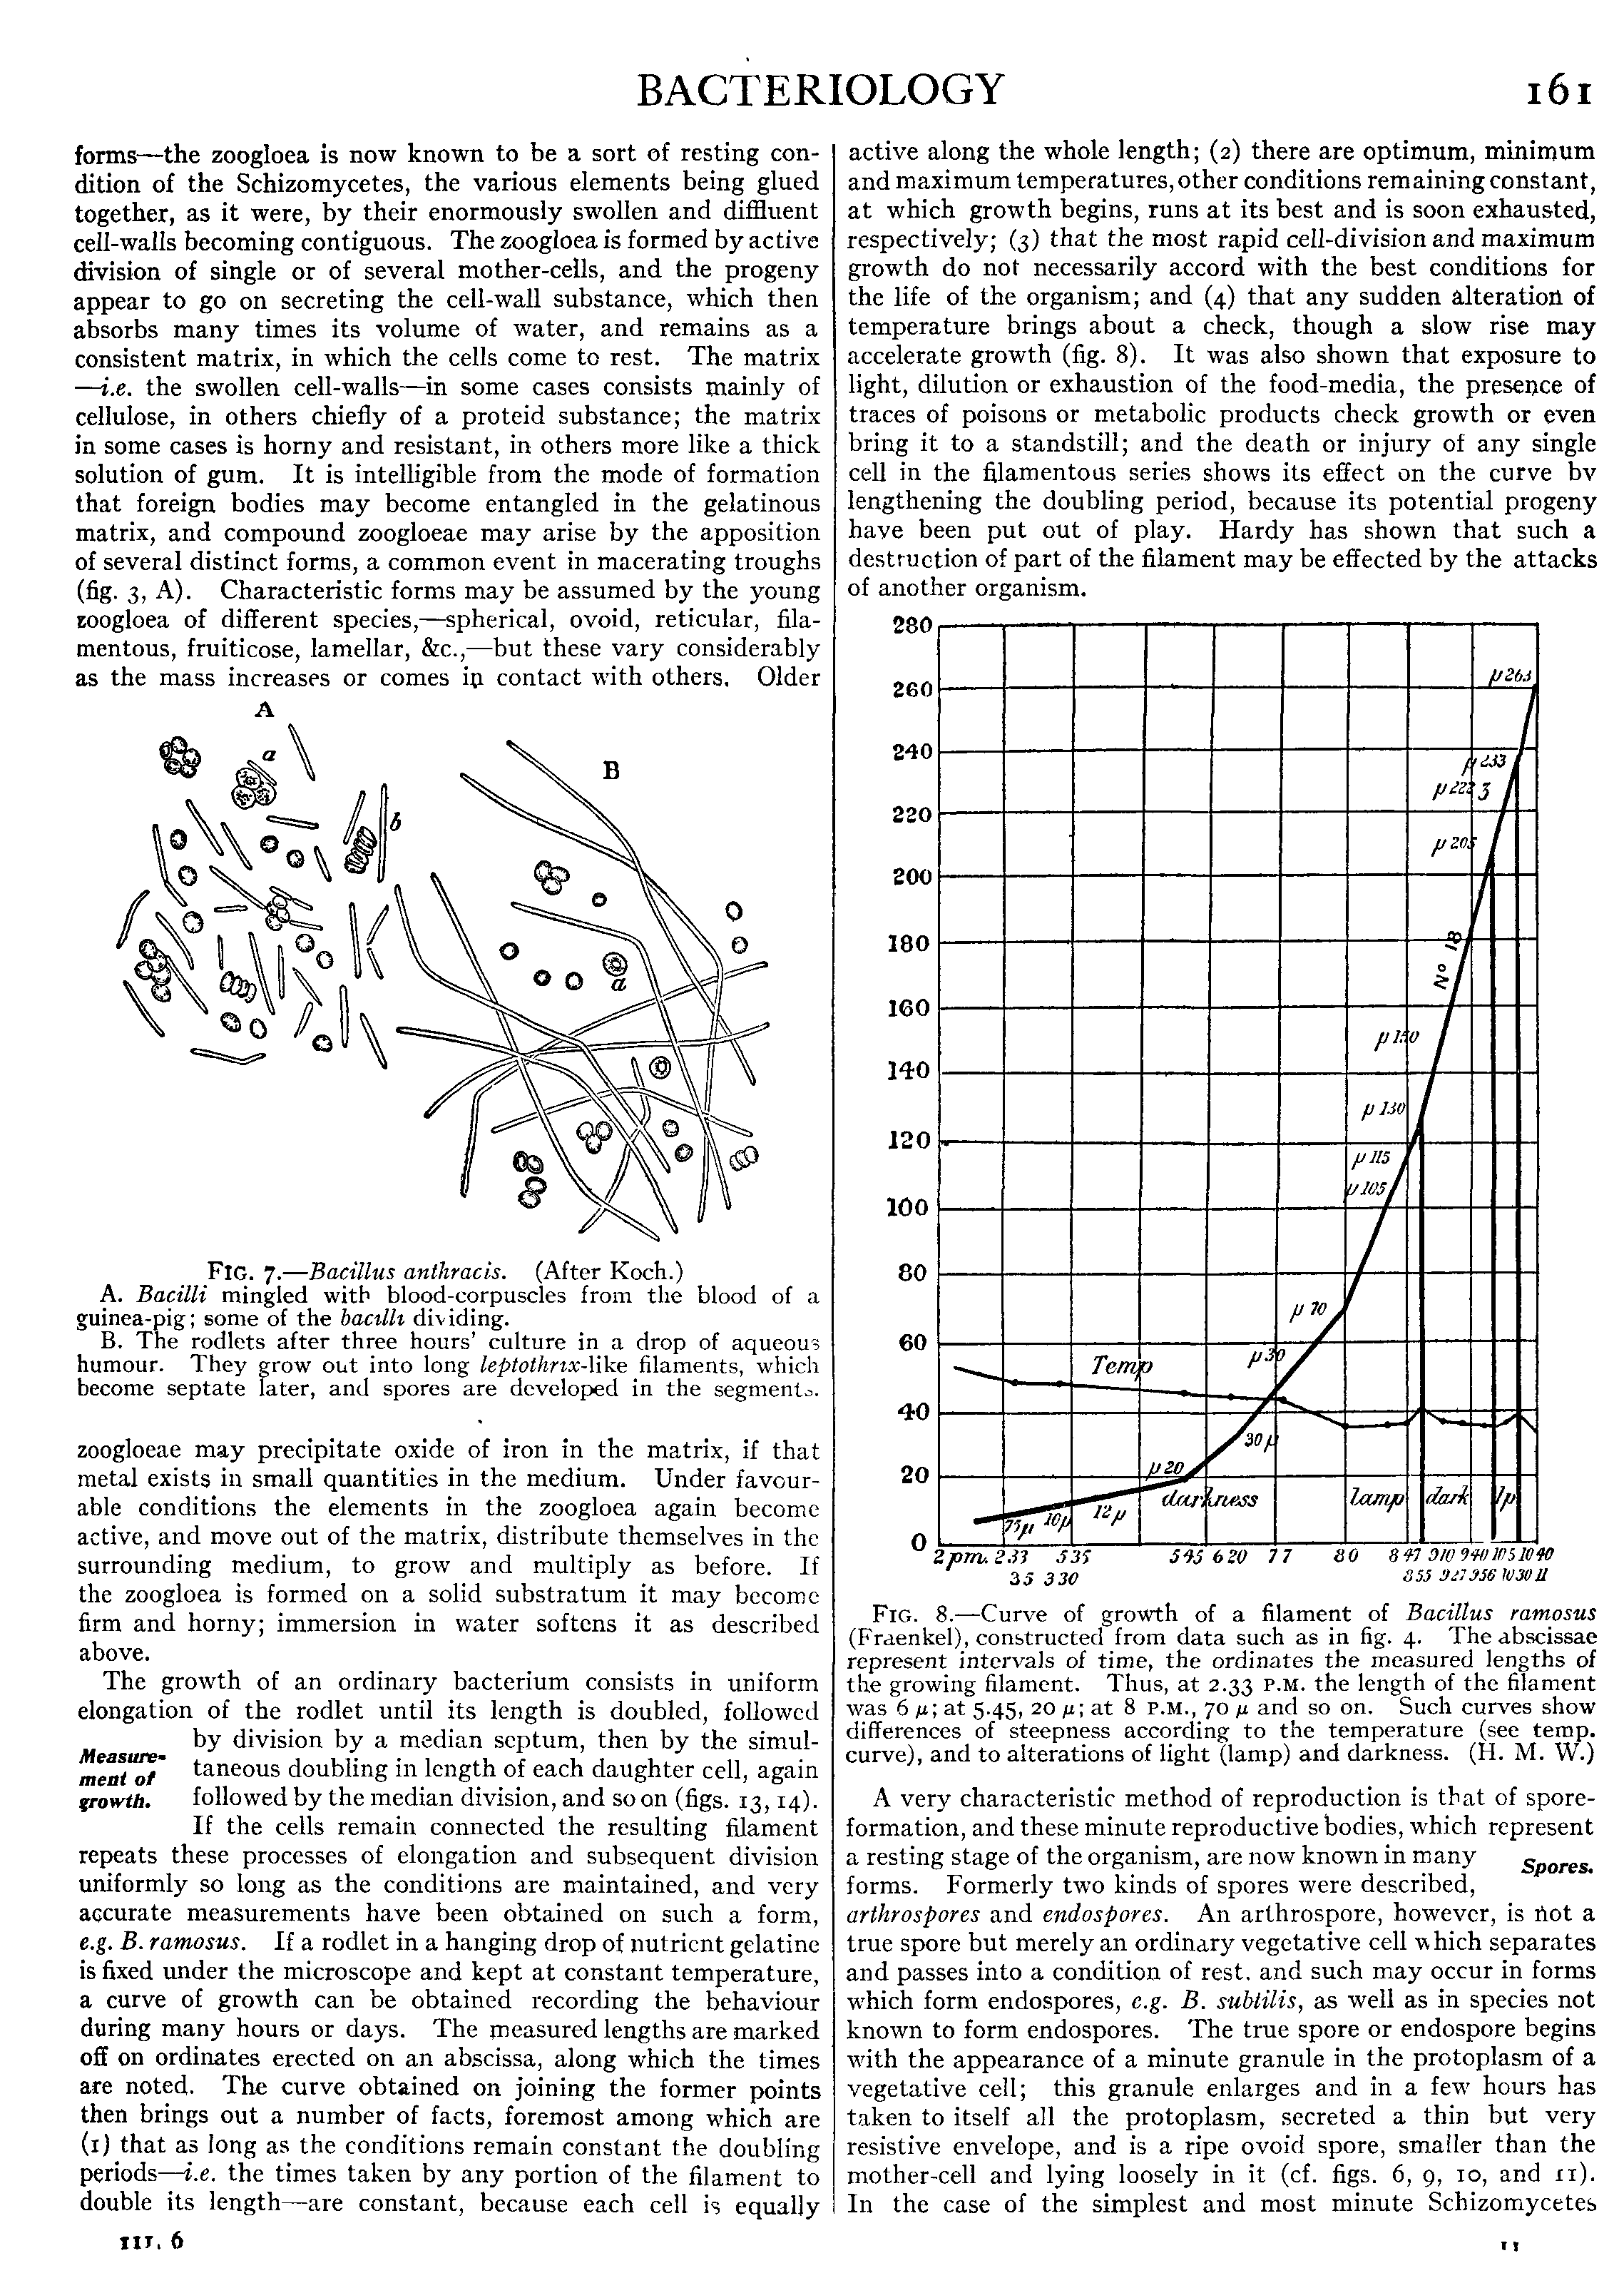 BACTERIOLOGY
161
forms—the zoogloea is now known to be a sort of resting con-
dition of the Schizomycetes, the various elements being glued
together, as it were, by their enormously swollen and diffluent
cell-walls becoming contiguous. The zoogloea is formed by active
division of single or of several mother-cells, and the progeny
appear to go on secreting the cell-wall substance, which then
absorbs many times its volume of water, and remains as a
consistent matrix, in which the cells come to rest. The matrix
—i.e. the swollen cell-walls—in some cases consists mainly of
cellulose, in others chiefly of a proteid substance; the matrix
in some cases is horny and resistant, in others more like a thick
solution of gum. It is intelligible from the mode of formation
that foreign bodies may become entangled in the gelatinous
matrix, and compound zoogloeae may arise by the apposition
of several distinct forms, a common event in macerating troughs
(fig. 3, A). Characteristic forms may be assumed by the young
zoogloea of different species,—spherical, ovoid, reticular, fila-
mentous, fruiticose, lamellar, &c.,—but these vary considerably
as the mass increases or comes in contact with others. Older
A
a
b
B
a
FIG. 7.—Bacillus anthracis. (After Koch.)
A. Bacilli mingled with blood-corpuscles from the blood of a
guinea-pig; some of the bacilli dividing.
B. The rodlets after three hours' culture in a drop of aqueous
humour. They grow out into long leptothrix-like filaments, which
become septate later, and spores are developed in the segments.
zoogloeae may precipitate oxide of iron in the matrix, if that
metal exists in small quantities in the medium. Under favour-
able conditions the elements in the zoogloea again become
active, and move out of the matrix, distribute themselves in the
surrounding medium, to grow and multiply as before. If
the zoogloea is formed on a solid substratum it may become
firm and horny; immersion in water softens it as described
above.
The growth of an ordinary bacterium consists in uniform
elongation of the rodlet until its length is doubled, followed
by division by a median septum, then by the simul-
taneous doubling in length of each daughter cell, again
followed by the median division, and so on (figs. 13, 14).
Measure-
ment of
growth.
If the cells remain connected the resulting filament
repeats these processes of elongation and subsequent division
uniformly so long as the conditions are maintained, and very
accurate measurements have been obtained on such a form,
e.g. B. ramosus. If a rodlet in a hanging drop of nutrient gelatine
is fixed under the microscope and kept at constant temperature,
a curve of growth can be obtained recording the behaviour
during many hours or days. The measured lengths are marked
off on ordinates erected on an abscissa, along which the times
are noted. The curve obtained on joining the former points
then brings out a number of facts, foremost among which are
(1) that as long as the conditions remain constant the doubling
periods—i.e. the times taken by any portion of the filament to
double its length—are constant, because each cell is equally
III. 6
active along the whole length; (2) there are optimum, minimum
and maximum temperatures, other conditions remaining constant,
at which growth begins, runs at its best and is soon exhausted,
respectively; (3) that the most rapid cell-division and maximum
growth do not necessarily accord with the best conditions for
the life of the organism; and (4) that any sudden alteration of
temperature brings about a check, though a slow rise may
accelerate growth (fig. 8). It was also shown that exposure to
light, dilution or exhaustion of the food-media, the presence of
traces of poisons or metabolic products check growth or even
bring it to a standstill; and the death or injury of any single
cell in the filamentous series shows its effect on the curve by
lengthening the doubling period, because its potential progeny
have been put out of play. Hardy has shown that such a
destruction of part of the filament may be effected by the attacks
of another organism.
280
260
240
220
200
180
160
140
120
100
80
60
40
20
0
μ 263
μ 233
μ 205
No 18
μ 150
μ 130
μ 115
μ 105
μ 70
μ 30
Temp
30 μ
μ 20
12 μ
10 μ
darkness
lamp
dark
lp
2 pm. 2 33 5 35 5 45 6 20 7 7 8 0 8 47 9 10 9 40 10 5 10 40
3 5 3 30 8 55 9 27 9 56 10 30 11
FIG. 8.—Curve of growth of a filament of Bacillus ramosus
(Fraenkel), constructed from data such as in fig. 4. The abscissae
represent intervals of time, the ordinates the measured lengths of
the growing filament. Thus, at 2.33 P.M. the length of the filament
was 6 μ; at 5.45, 20 μ; at 8 P.M., 70 μ and so on. Such curves show
differences of steepness according to the temperature (see temp.
curve), and to alterations of light (lamp) and darkness. (H. M. W.)
A very characteristic method of reproduction is that of spore-
formation, and these minute reproductive bodies, which represent
a resting stage of the organism, are now known in many
forms. Formerly two kinds of spores were described,
Spores.
arthrospores and endospores. An arthrospore, however, is not a
true spore but merely an ordinary vegetative cell which separates
and passes into a condition of rest, and such may occur in forms
which form endospores, e.g. B. subtilis, as well as in species not
known to form endospores. The true spore or endospore begins
with the appearance of a minute granule in the protoplasm of a
vegetative cell; this granule enlarges and in a few hours has
taken to itself all the protoplasm, secreted a thin but very
resistive envelope, and is a ripe ovoid spore, smaller than the
mother-cell and lying loosely in it (cf. figs. 6, 9, 10, and 11).
In the case of the simplest and most minute Schizomycetes
11